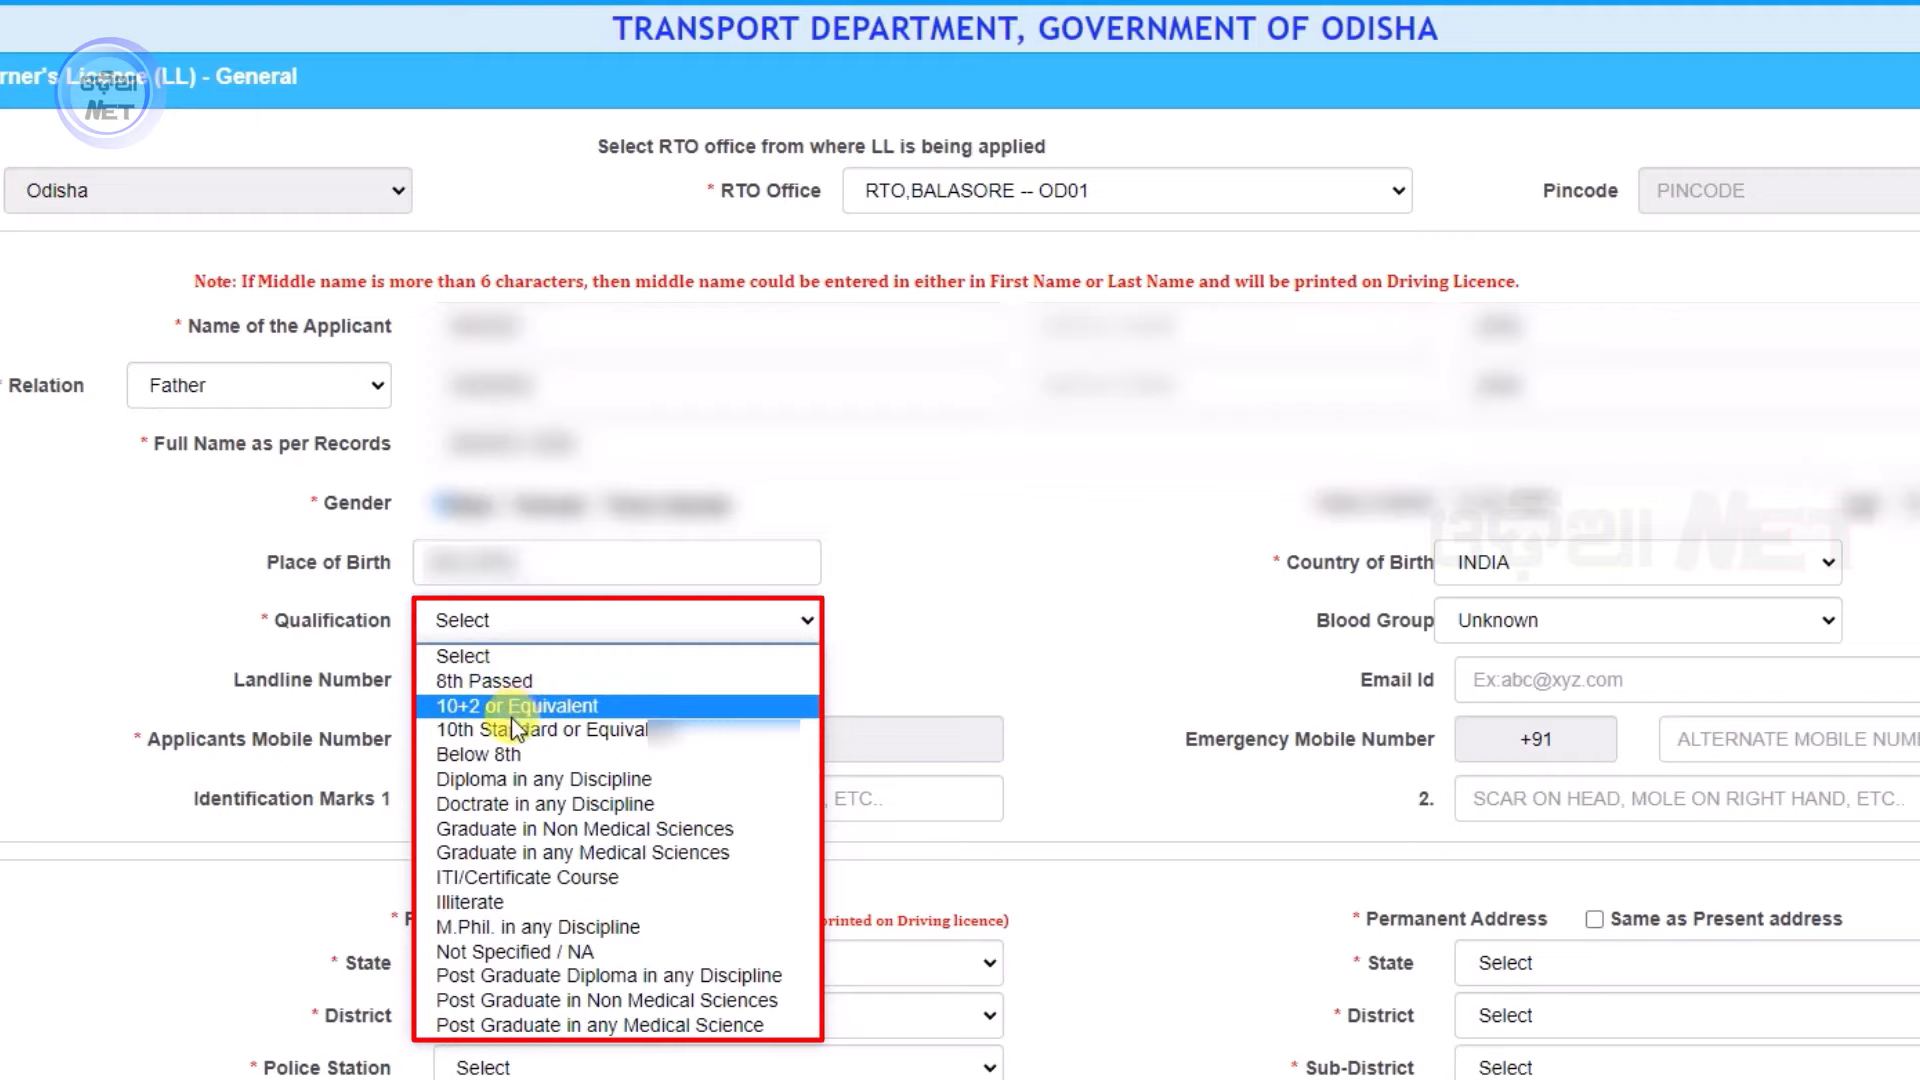 TRANSPORT DEPARTMENT, GOVERNMENT OF ODISHA
rner's License (LL) - General
ଓଡ଼ିଆ
NET
Select RTO office from where LL is being applied
Odisha
* RTO Office
RTO,BALASORE -- OD01
Pincode
PINCODE
Note: If Middle name is more than 6 characters, then middle name could be entered in either in First Name or Last Name and will be printed on Driving Licence.
* Name of the Applicant
* Relation
Father
* Full Name as per Records
* Gender
ଓଡ଼ିଆ NET
Place of Birth
* Country of Birth
INDIA
* Qualification
Select
Blood Group
Unknown
Select
8th Passed
10+2 or Equivalent
10th Standard or Equival
Below 8th
Diploma in any Discipline
Doctrate in any Discipline
Graduate in Non Medical Sciences
Graduate in any Medical Sciences
ITI/Certificate Course
Illiterate
M.Phil. in any Discipline
Not Specified / NA
Post Graduate Diploma in any Discipline
Post Graduate in Non Medical Sciences
Post Graduate in any Medical Science
Landline Number
Email Id
Ex:abc@xyz.com
* Applicants Mobile Number
Emergency Mobile Number
+91
ALTERNATE MOBILE NUM
Identification Marks 1
, ETC..
2.
SCAR ON HEAD, MOLE ON RIGHT HAND, ETC..
printed on Driving licence)
* Permanent Address
Same as Present address
* State
* State
Select
* District
* District
Select
* Police Station
Select
* Sub-District
Select